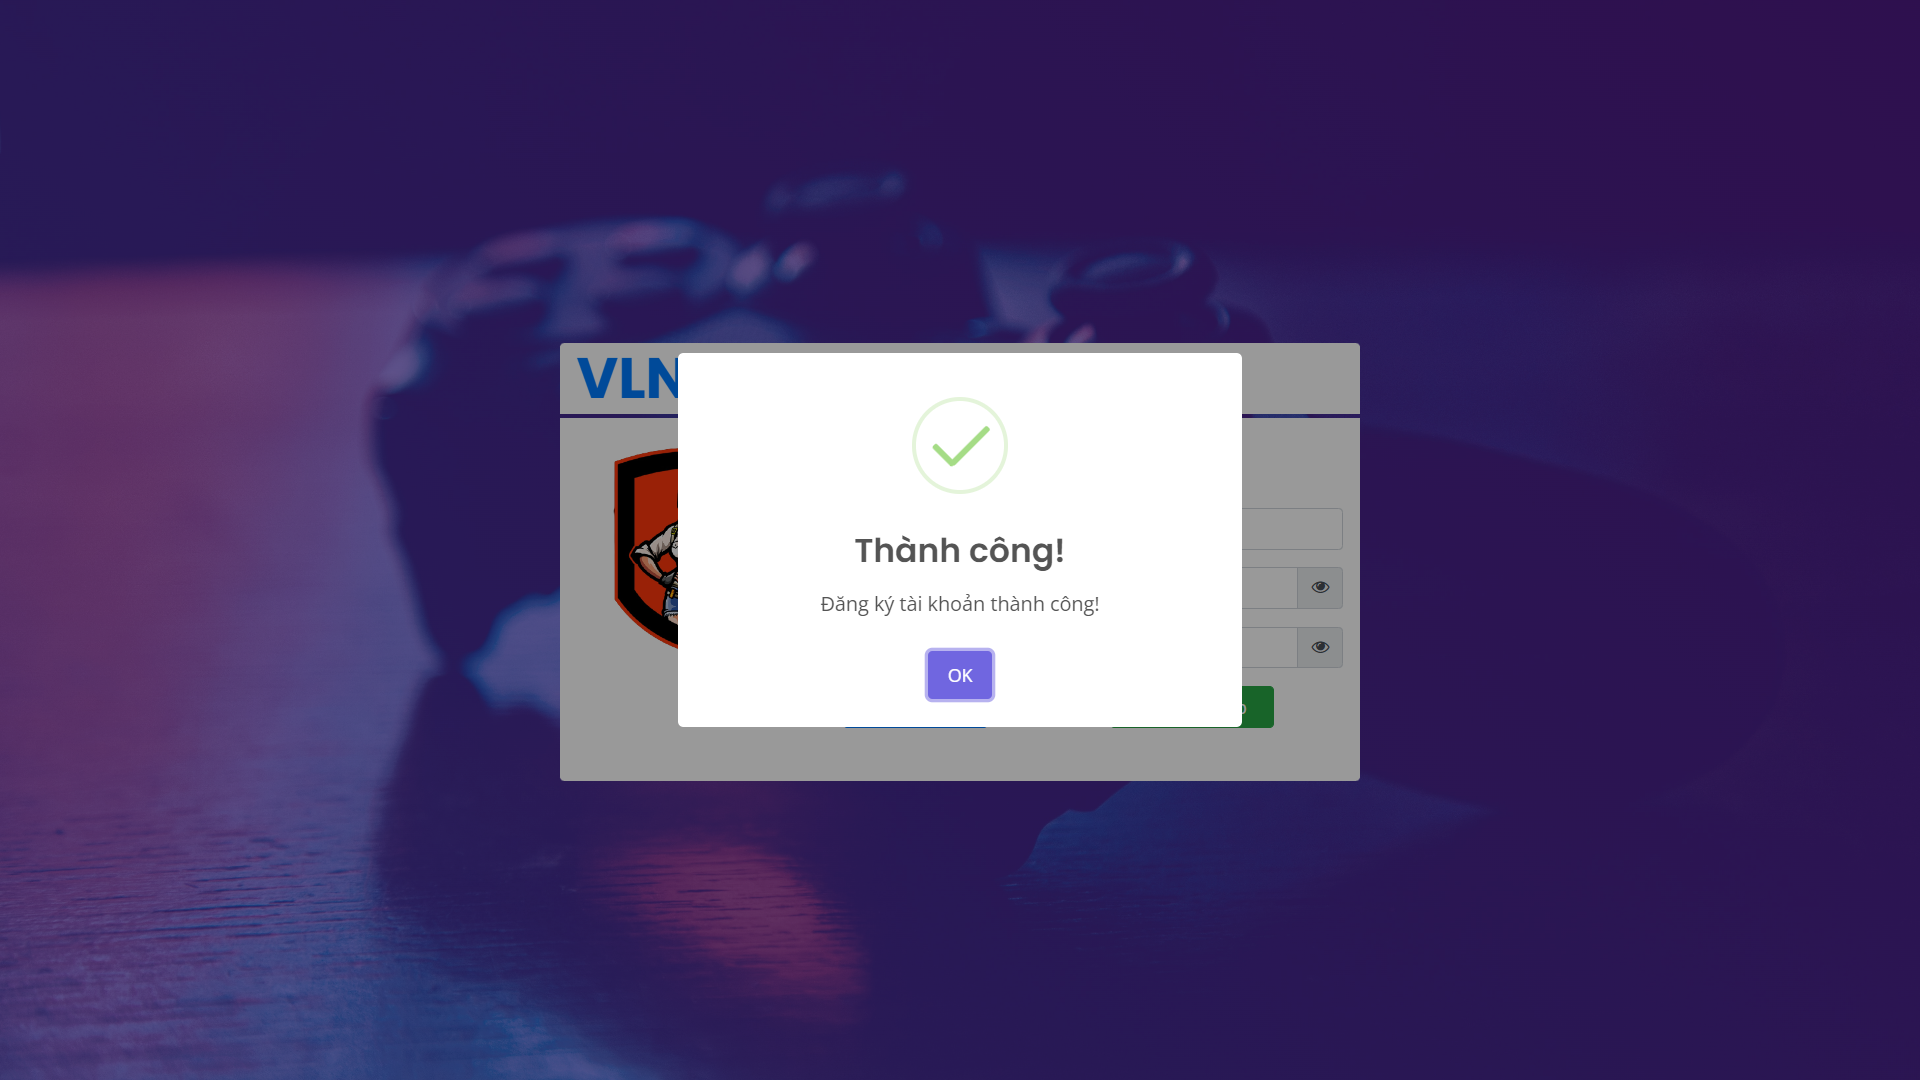 VLN
Thành công!
Đăng ký tài khoản thành công!
OK